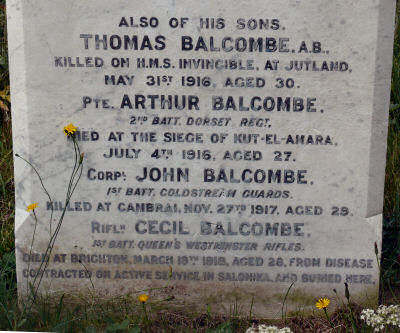 ALSO OF HIS SONS.
THOMAS BALCOMBE, A.B.,
KILLED ON H.M.S. INVINCIBLE, AT JUTLAND,
MAY 31ST 1916, AGED 30.
PTE. ARTHUR BALCOMBE,
2ND BATT. DORSET REGT,
DIED AT THE SIEGE OF KUT-EL-AMARA,
JULY 4TH 1916, AGED 27.
CORPL JOHN BALCOMBE,
1ST BATT. COLDSTREAM GUARDS.
KILLED AT CAMBRAI, NOV. 27TH 1917, AGED 29.
RIFLN CECIL BALCOMBE,
1ST BATT. QUEEN'S WESTMINSTER RIFLES.
DIED AT BRIGHTON, MARCH 19TH 1919, AGED 26, FROM DISEASE
CONTRACTED ON ACTIVE SERVICE IN SALONIKA, AND BURIED HERE.